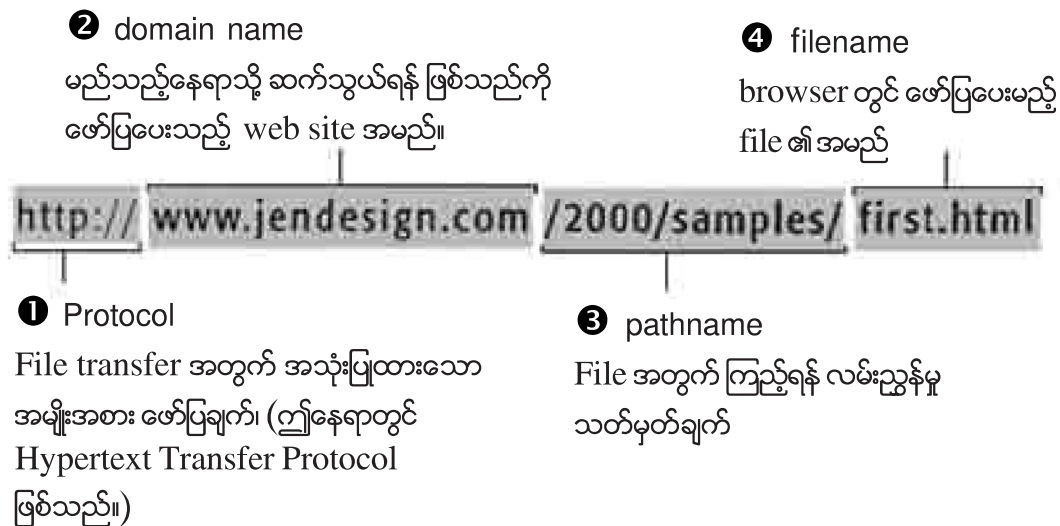 ❷ domain name
မည်သည့်နေရာသို့ ဆက်သွယ်ရန် ဖြစ်သည်ကို
ဖော်ပြပေးသည့် web site အမည်။
❹ filename
browser တွင် ဖော်ပြပေးမည့်
file ၏ အမည်
http:// www.jendesign.com /2000/samples/ first.html
❶ Protocol
File transfer အတွက် အသုံးပြုထားသော
အမျိုးအစား ဖော်ပြချက်၊ (ဤနေရာတွင်
Hypertext Transfer Protocol
ဖြစ်သည်။)
❸ pathname
File အတွက် ကြည့်ရန် လမ်းညွှန်မှု
သတ်မှတ်ချက်